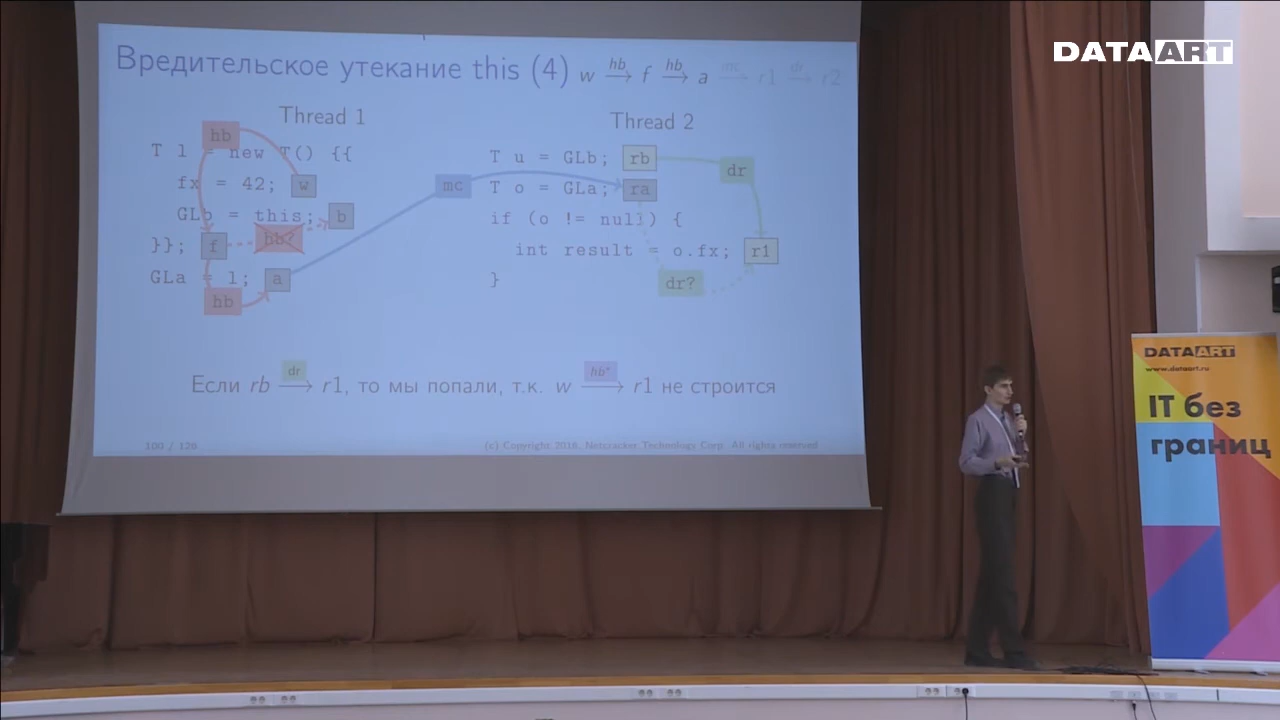 DATAART
Вредительское утекание this (4) w hb→ f hb→ a mc→ r1 dr→ r2
Thread 1
Thread 2
hb
T l = new T() {{
fx = 42; w
GLb = this; b
}}; f hb?
GLa = l; a
hb
mc
T u = GLb; rb
dr
T o = GLa; ra
if (o != null) {
int result = o.fx; r1
}
dr?
Если rb dr→ r1, то мы попали, т.к. w hb*→ r1 не строится
100 / 126
(c) Copyright 2016, Netcracker Technology Corp. All rights reserved
DATAART
www.dataart.ru
IT без
границ